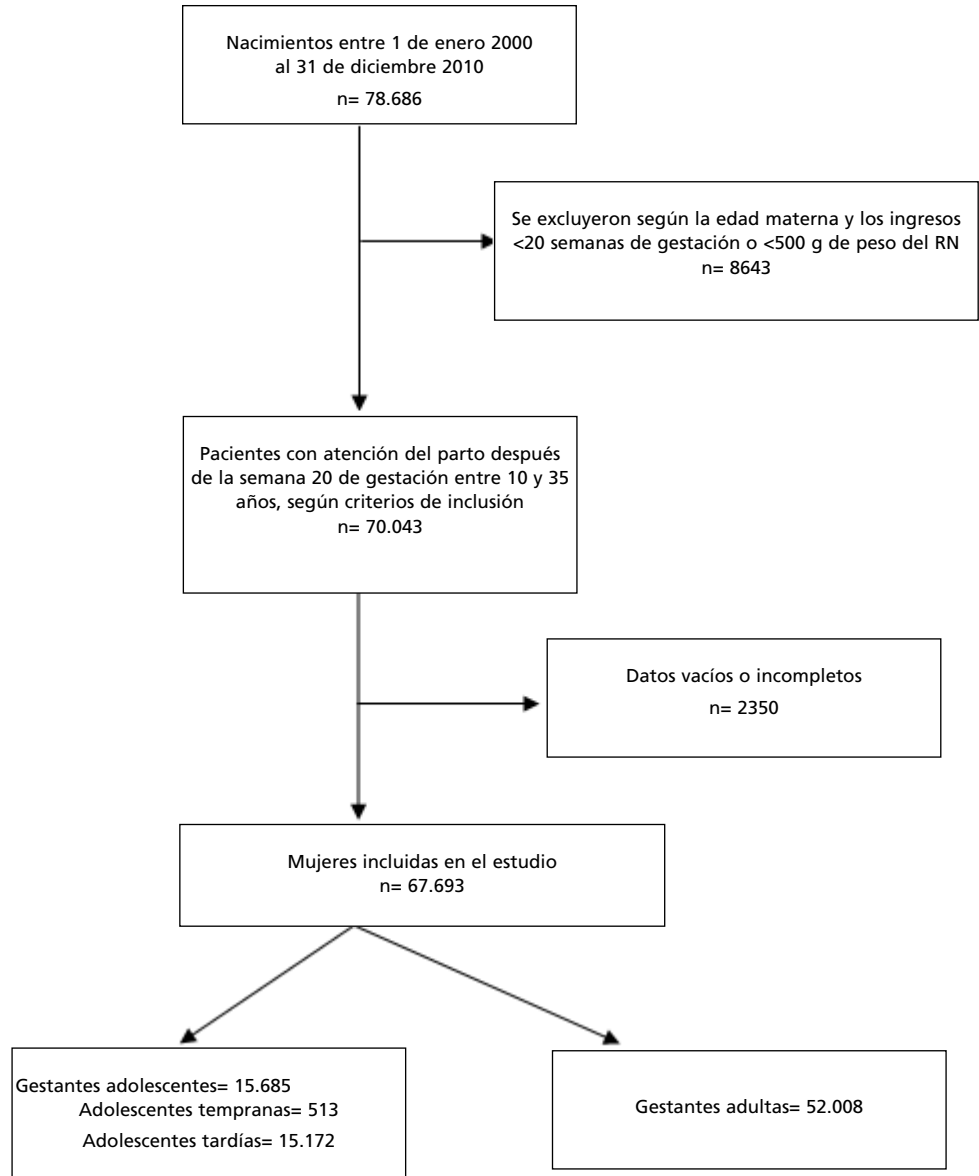 Nacimientos entre 1 de enero 2000
al 31 de diciembre 2010
n= 78.686
Se excluyeron según la edad materna y los ingresos
<20 semanas de gestación o <500 g de peso del RN
n= 8643
Pacientes con atención del parto después
de la semana 20 de gestación entre 10 y 35
años, según criterios de inclusión
n= 70.043
Datos vacíos o incompletos
n= 2350
Mujeres incluidas en el estudio
n= 67.693
Gestantes adolescentes= 15.685
Adolescentes tempranas= 513
Adolescentes tardías= 15.172
Gestantes adultas= 52.008